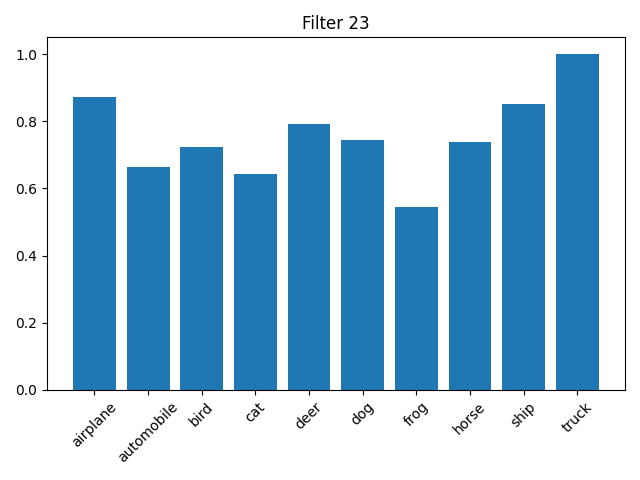 Filter 23
1.0
0.8
0.6
0.4
0.2
0.0
airplane
automobile
bird
cat
deer
dog
frog
horse
ship
truck